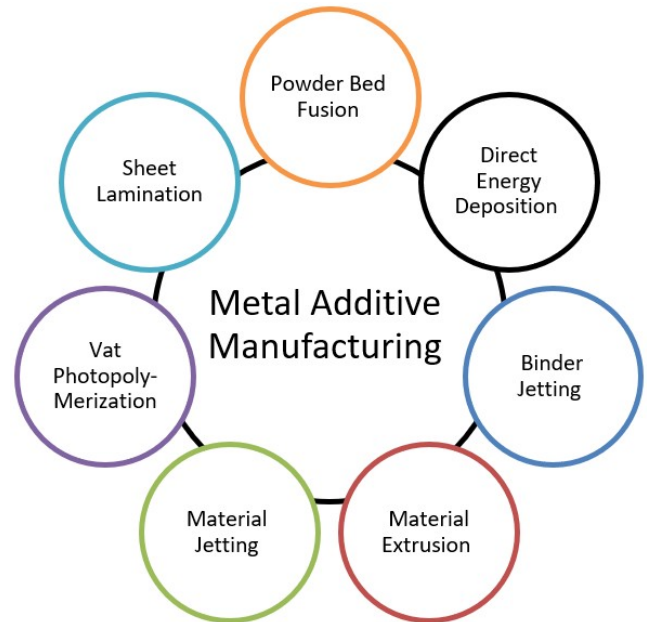 Powder Bed
Fusion
Direct
Energy
Deposition
Binder
Jetting
Material
Extrusion
Material
Jetting
Vat
Photopoly-
Merization
Sheet
Lamination
Metal Additive
Manufacturing